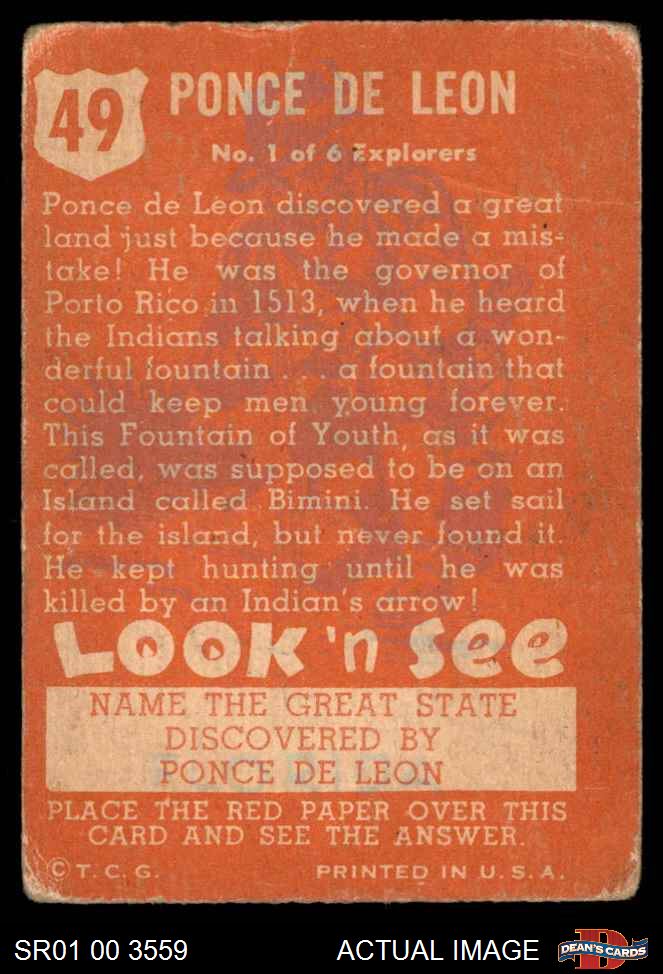 49
PONCE DE LEON
No. 1 of 6 Explorers
Ponce de Leon discovered a great
land just because he made a mis-
take! He was the governor of
Porto Rico in 1513, when he heard
the Indians talking about a won-
derful fountain . . . a fountain that
could keep men young forever.
This Fountain of Youth, as it was
called, was supposed to be on an
Island called Bimini. He set sail
for the island, but never found it.
He kept hunting until he was
killed by an Indian's arrow!
LOOK 'n See
NAME THE GREAT STATE
DISCOVERED BY
PONCE DE LEON
PLACE THE RED PAPER OVER THIS
CARD AND SEE THE ANSWER.
© T. C. G. PRINTED IN U. S. A.
SR01 00 3559 ACTUAL IMAGE DEAN'S CARDS